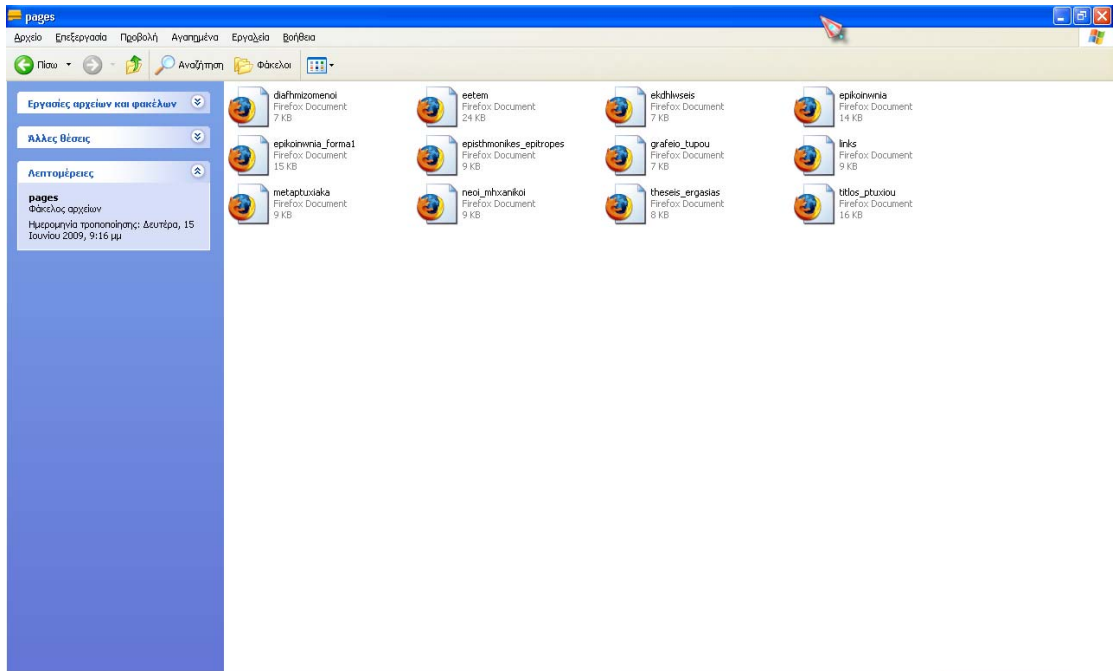 pages
Αρχείο Επεξεργασία Προβολή Αγαπημένα Εργαλεία Βοήθεια
Πίσω Αναζήτηση Φάκελοι
Εργασίες αρχείων και φακέλων
Άλλες θέσεις
Λεπτομέρειες
pages
Φάκελος αρχείων
Ημερομηνία τροποποίησης: Δευτέρα, 15
Ιουνίου 2009, 9:16 μμ
diafhmizomenoi
Firefox Document
7 KB
eetem
Firefox Document
24 KB
ekdhlwseis
Firefox Document
7 KB
epikoinwnia
Firefox Document
14 KB
epikoinwnia_forma1
Firefox Document
15 KB
episthmonikes_epitropes
Firefox Document
9 KB
grafeio_tupou
Firefox Document
7 KB
links
Firefox Document
9 KB
metaptuxiaka
Firefox Document
9 KB
neoi_mhxanikoi
Firefox Document
9 KB
theseis_ergasias
Firefox Document
8 KB
titlos_ptuxiou
Firefox Document
16 KB